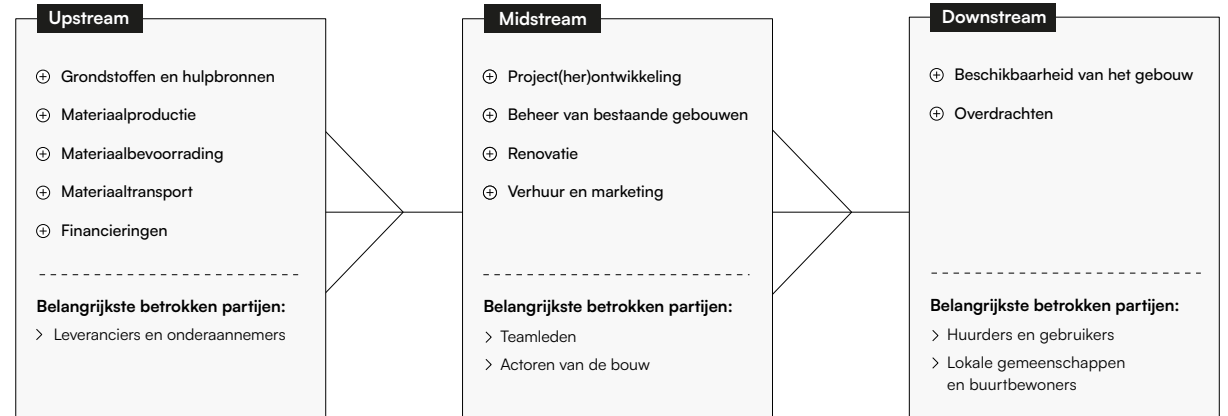 Upstream
Grondstoffen en hulpbronnen
Materiaalproductie
Materiaalbevoorrading
Materiaaltransport
Financieringen
Belangrijkste betrokken partijen:
> Leveranciers en onderaannemers
Midstream
Project(her)ontwikkeling
Beheer van bestaande gebouwen
Renovatie
Verhuur en marketing
Belangrijkste betrokken partijen:
> Teamleden
> Actoren van de bouw
Downstream
Beschikbaarheid van het gebouw
Overdrachten
Belangrijkste betrokken partijen:
> Huurders en gebruikers
> Lokale gemeenschappen
en buurtbewoners